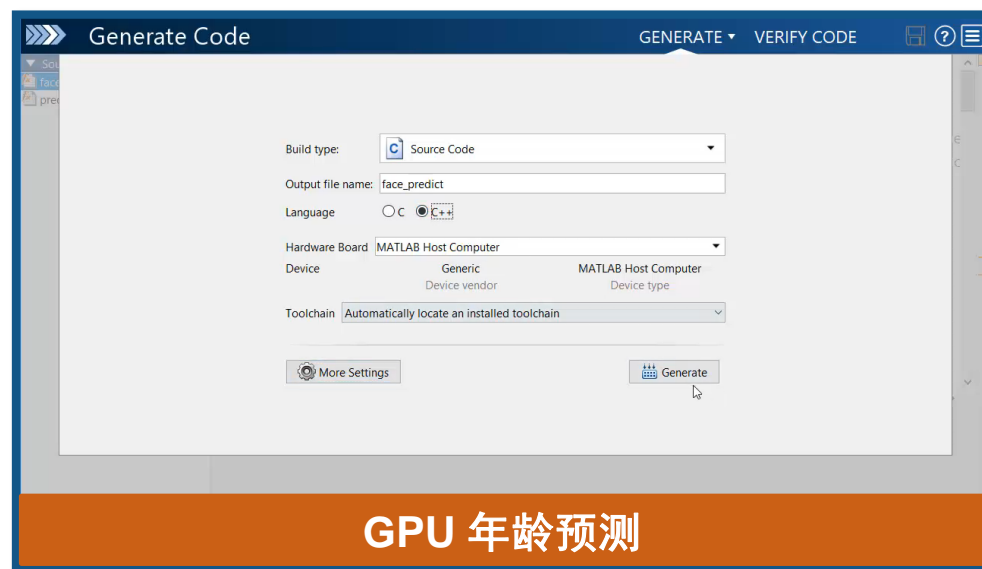 Generate Code
GENERATE
VERIFY CODE
Sou
face
pred
Build type:
Source Code
Output file name:
face_predict
Language
C
C++
Hardware Board
MATLAB Host Computer
Device
Generic
MATLAB Host Computer
Device vendor
Device type
Toolchain
Automatically locate an installed toolchain
More Settings
Generate
GPU 年龄预测